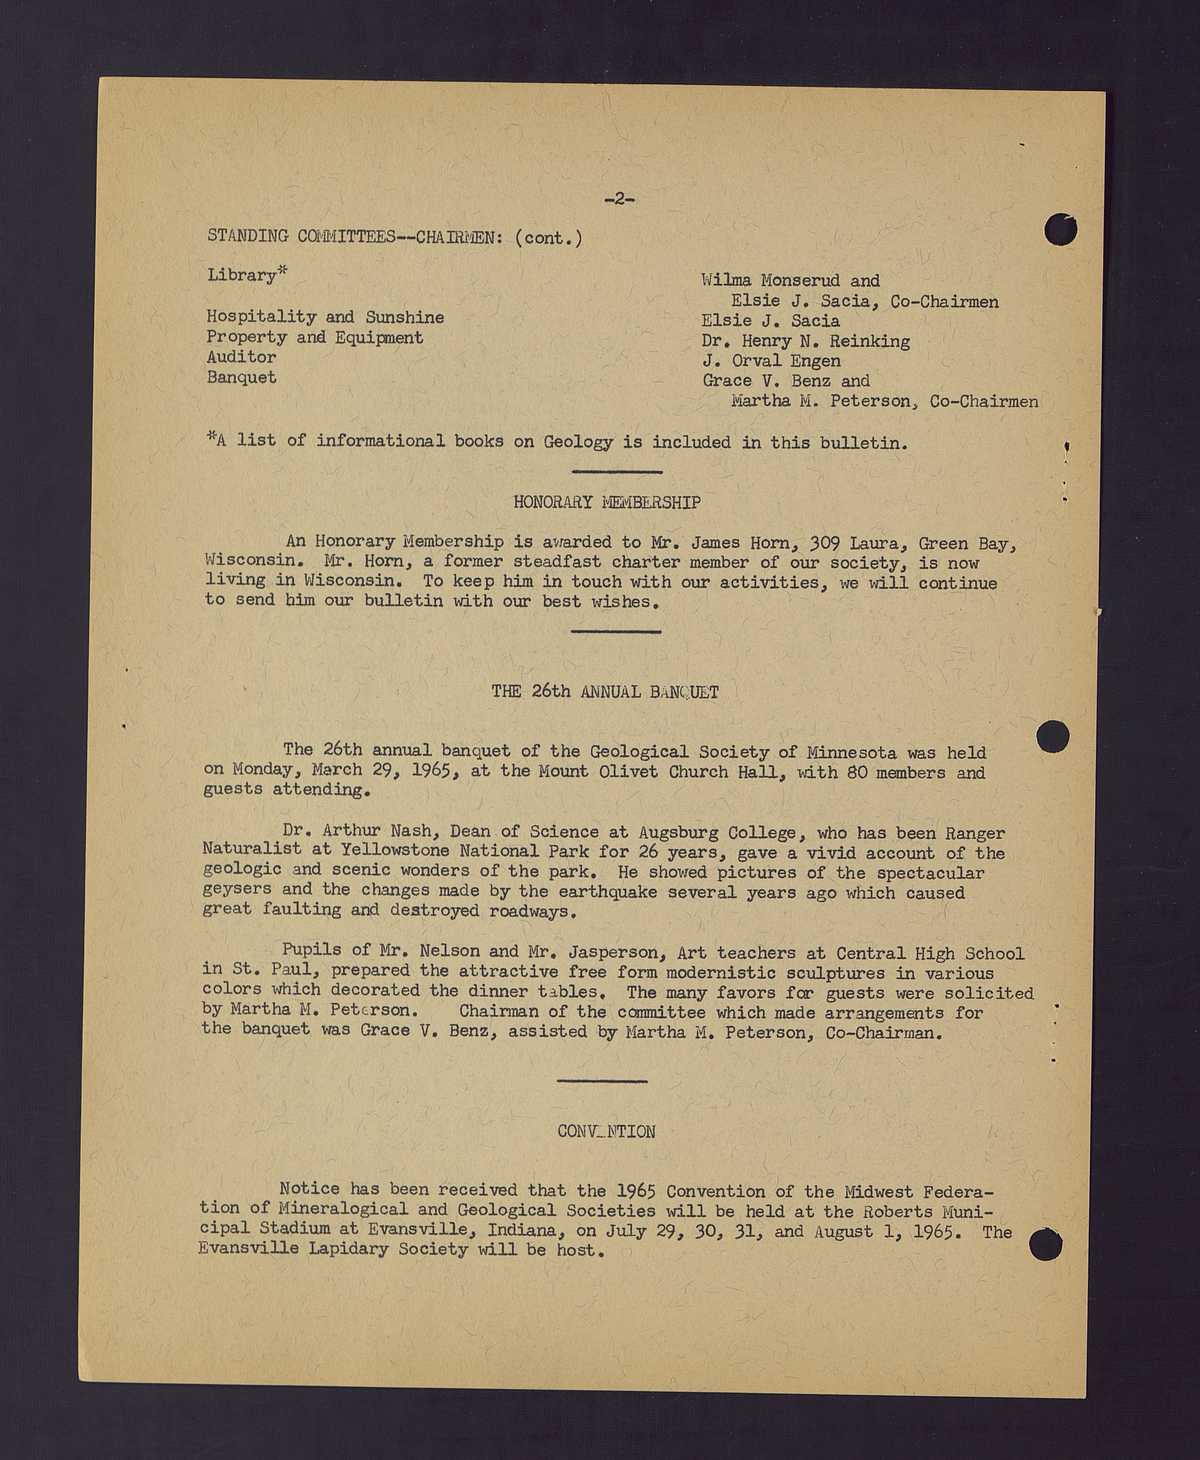 -2-
STANDING COMMITTEES--CHAIRMEN: (cont.)
Library* Wilma Monserud and
Elsie J. Sacia, Co-Chairmen
Hospitality and Sunshine Elsie J. Sacia
Property and Equipment Dr. Henry N. Reinking
Auditor J. Orval Engen
Banquet Grace V. Benz and
Martha M. Peterson, Co-Chairmen
*A list of informational books on Geology is included in this bulletin.
HONORARY MEMBERSHIP
An Honorary Membership is awarded to Mr. James Horn, 309 Laura, Green Bay,
Wisconsin. Mr. Horn, a former steadfast charter member of our society, is now
living in Wisconsin. To keep him in touch with our activities, we will continue
to send him our bulletin with our best wishes.
THE 26th ANNUAL BANQUET
The 26th annual banquet of the Geological Society of Minnesota was held
on Monday, March 29, 1965, at the Mount Olivet Church Hall, with 80 members and
guests attending.
Dr. Arthur Nash, Dean of Science at Augsburg College, who has been Ranger
Naturalist at Yellowstone National Park for 26 years, gave a vivid account of the
geologic and scenic wonders of the park. He showed pictures of the spectacular
geysers and the changes made by the earthquake several years ago which caused
great faulting and destroyed roadways.
Pupils of Mr. Nelson and Mr. Jasperson, Art teachers at Central High School
in St. Paul, prepared the attractive free form modernistic sculptures in various
colors which decorated the dinner tables. The many favors for guests were solicited
by Martha M. Peterson. Chairman of the committee which made arrangements for
the banquet was Grace V. Benz, assisted by Martha M. Peterson, Co-Chairman.
CONVENTION
Notice has been received that the 1965 Convention of the Midwest Federa-
tion of Mineralogical and Geological Societies will be held at the Roberts Muni-
cipal Stadium at Evansville, Indiana, on July 29, 30, 31, and August 1, 1965. The
Evansville Lapidary Society will be host.